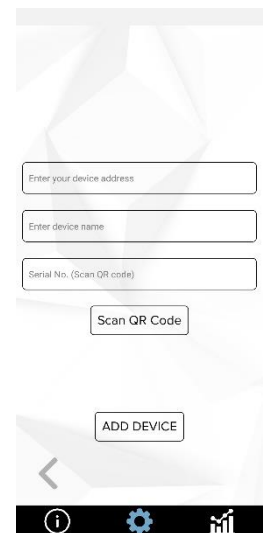 Enter your device address
Enter device name
Serial No. (Scan QR code)
Scan QR Code
ADD DEVICE